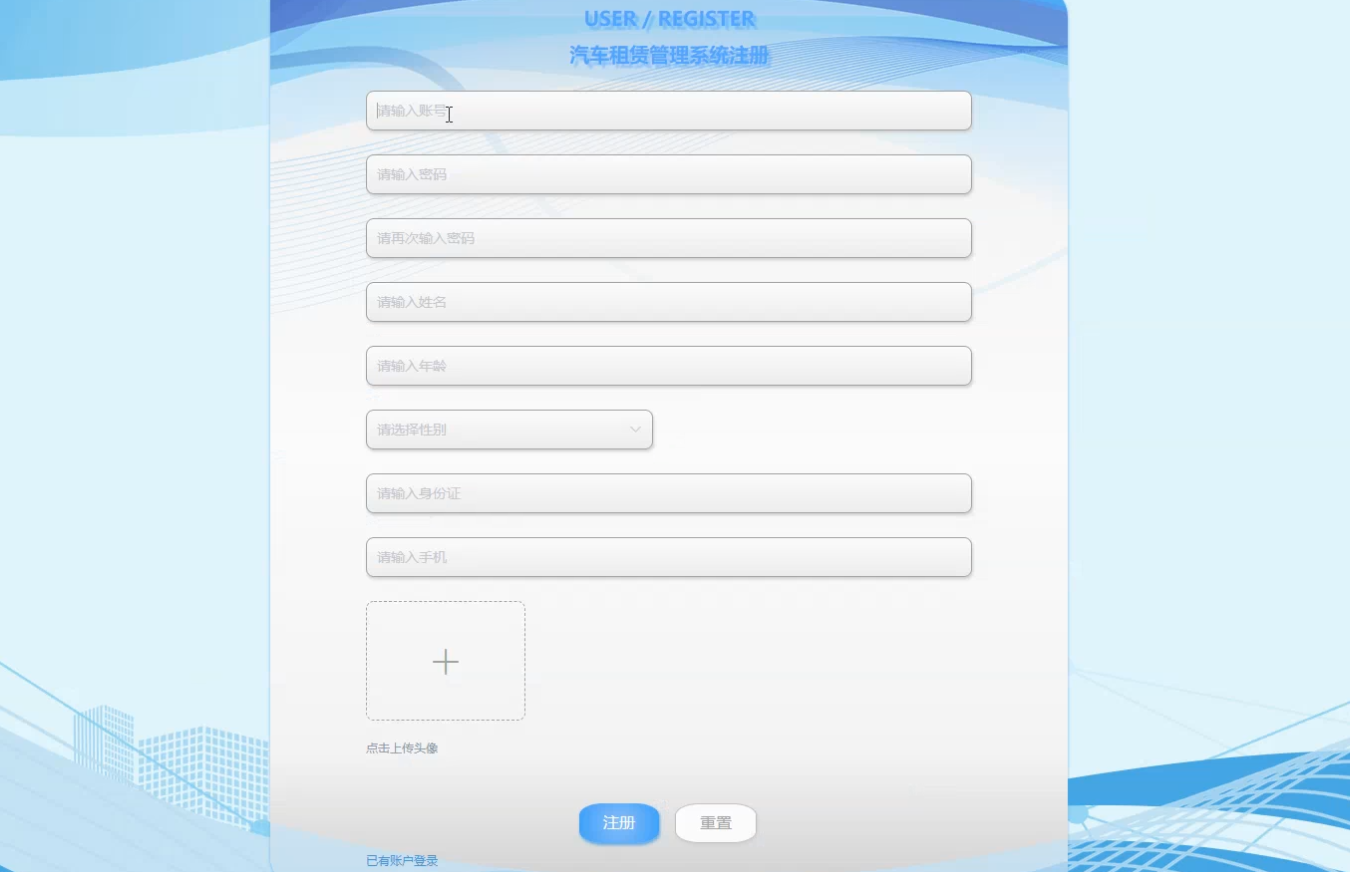 USER / REGISTER
汽车租赁管理系统注册
请输入账号
请输入密码
请再次输入密码
请输入姓名
请输入年龄
请选择性别
请输入身份证
请输入手机
点击上传头像
注册 重置
已有账户登录